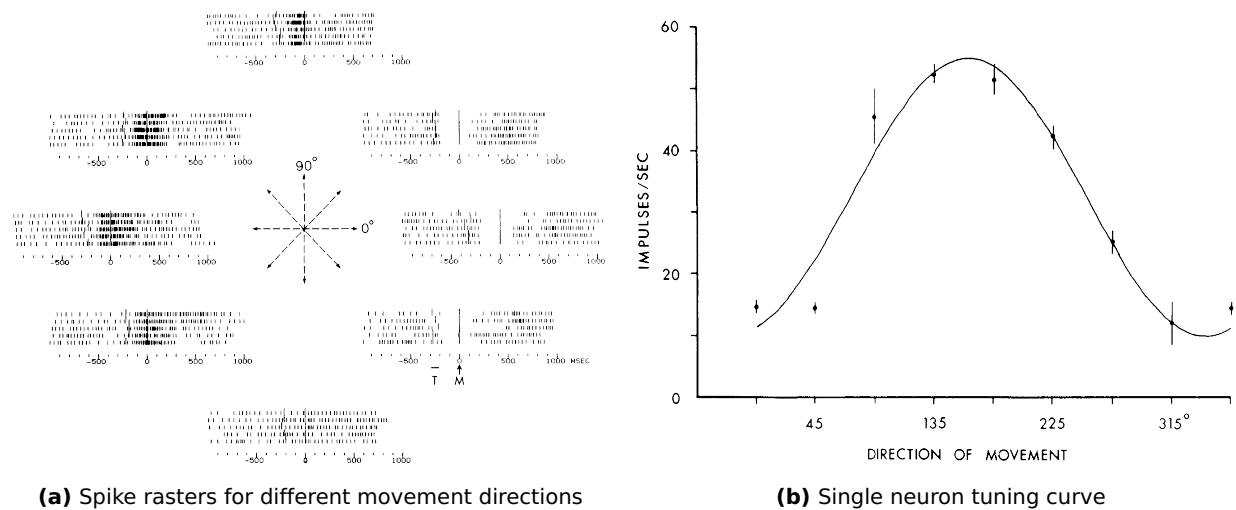 -500 0 500 1000
-500 0 500 1000
-500 0 500 1000
90°
0°
-500 0 500 1000
-500 0 500 1000
-500 0 500 1000
-500 0 500 1000 MSEC
T M
-500 0 500 1000
(a) Spike rasters for different movement directions
60
40
20
0
IMPULSES/SEC
45 135 225 315°
DIRECTION OF MOVEMENT
(b) Single neuron tuning curve